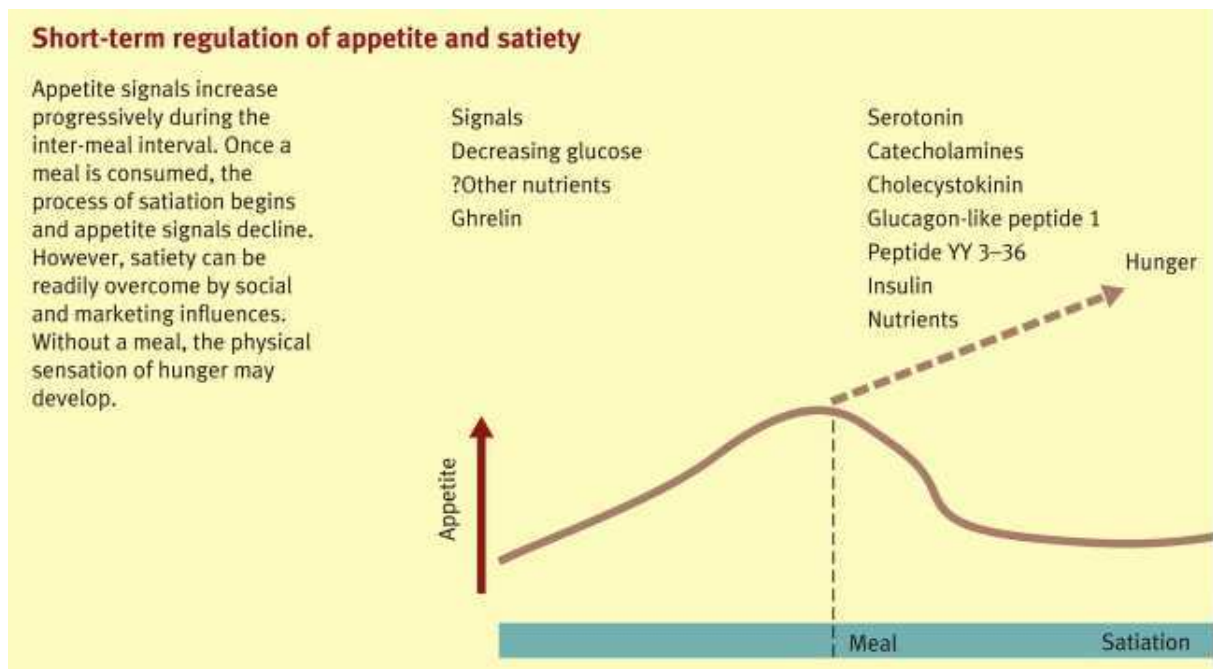 Short-term regulation of appetite and satiety
Appetite signals increase
progressively during the
inter-meal interval. Once a
meal is consumed, the
process of satiation begins
and appetite signals decline.
However, satiety can be
readily overcome by social
and marketing influences.
Without a meal, the physical
sensation of hunger may
develop.
Signals
Decreasing glucose
?Other nutrients
Ghrelin
Serotonin
Catecholamines
Cholecystokinin
Glucagon-like peptide 1
Peptide YY 3–36
Insulin
Nutrients
Hunger
Appetite
Meal
Satiation